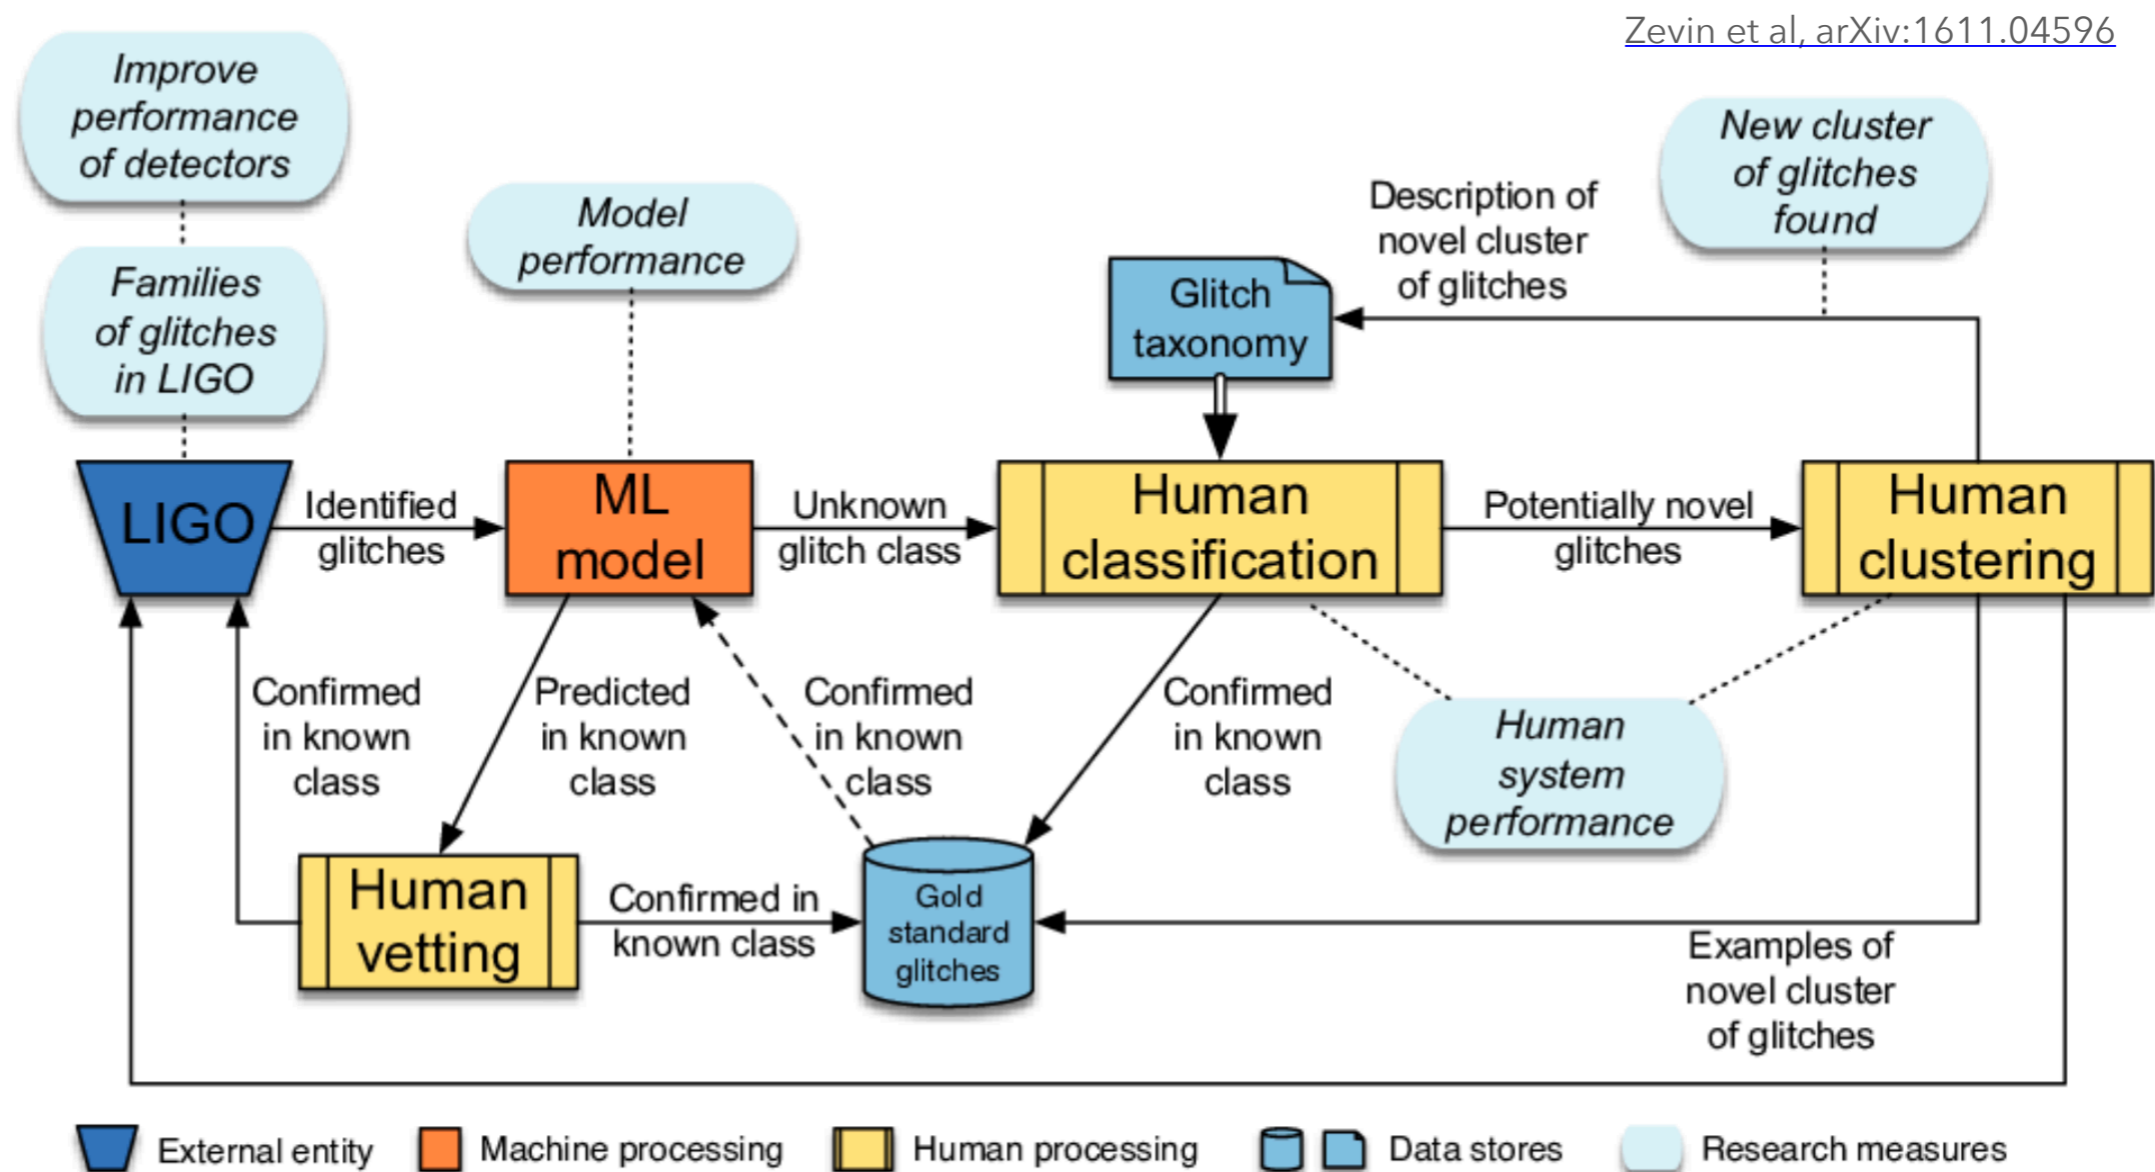 Zevin et al, arXiv:1611.04596
Improve
performance
of detectors
Families
of glitches
in LIGO
Model
performance
New cluster
of glitches
found
Description of
novel cluster
of glitches
Glitch
taxonomy
LIGO
Identified
glitches
ML
model
Unknown
glitch class
Human
classification
Potentially novel
glitches
Human
clustering
Confirmed
in known
class
Predicted
in known
class
Confirmed
in known
class
Confirmed
in known
class
Human
system
performance
Human
vetting
Confirmed in
known class
Gold
standard
glitches
Examples of
novel cluster
of glitches
External entity
Machine processing
Human processing
Data stores
Research measures